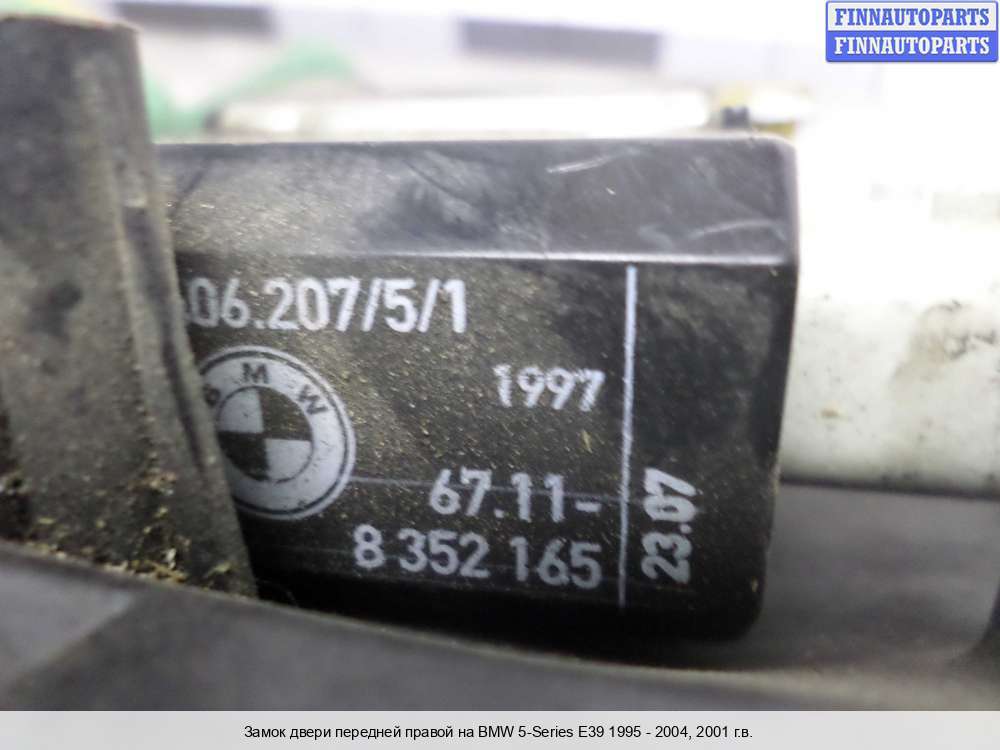 FINNAUTOPARTS
FINNAUTOPARTS
06.207/5/1
BMW
1997
67.11-
8 352 165
23.07
Замок двери передней правой на BMW 5-Series E39 1995 - 2004, 2001 г.в.